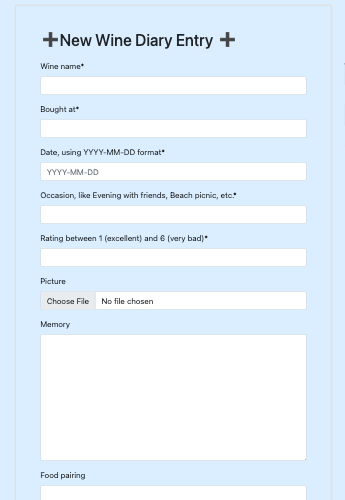 ➕New Wine Diary Entry ➕
Wine name*
Bought at*
Date, using YYYY-MM-DD format*
YYYY-MM-DD
Occasion, like Evening with friends, Beach picnic, etc.*
Rating between 1 (excellent) and 6 (very bad)*
Picture
Choose File No file chosen
Memory
Food pairing